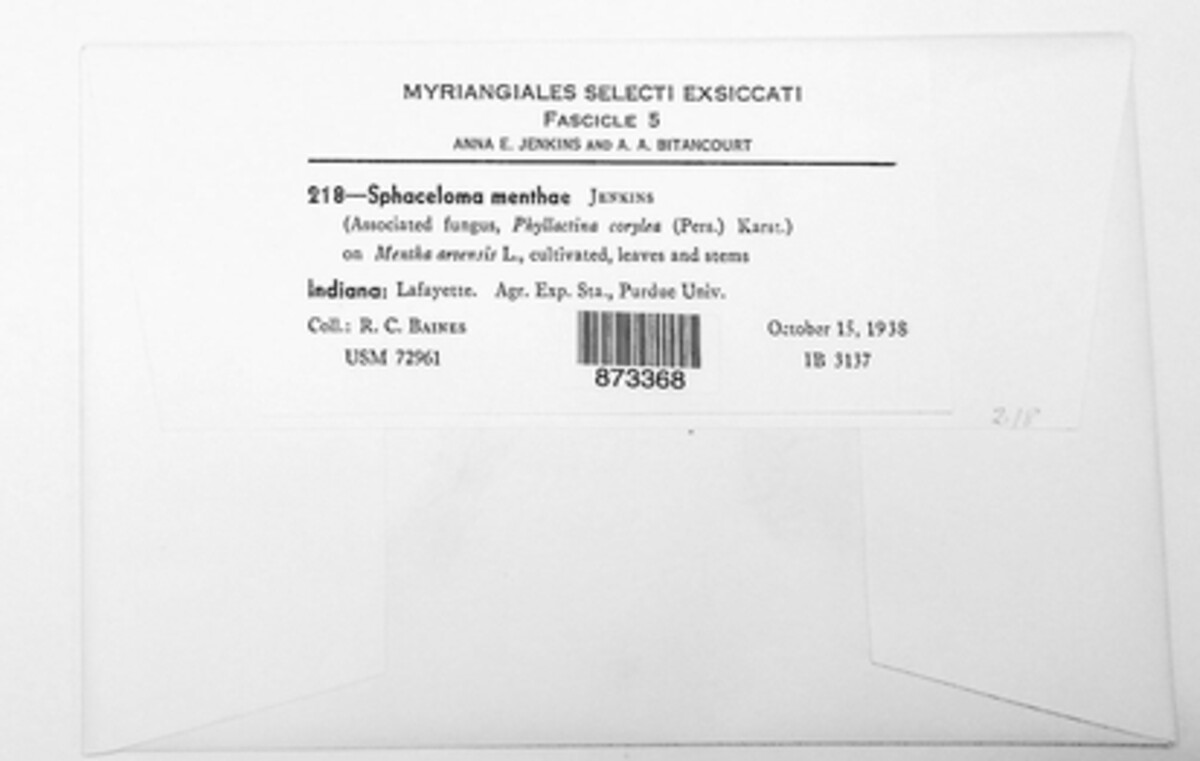 MYRIANGIALES SELECTI EXSICCATI
FASCICLE 5
ANNA E. JENKINS AND A. A. BITANCOURT
218—Sphaceloma menthae JENKINS
(Associated fungus, Phyllactina corylea (Pers.) Karst.)
on Mentha arvensis L., cultivated, leaves and stems
Indiana: Lafayette. Agr. Exp. Sta., Purdue Univ.
Coll.: R. C. BAINES October 15, 1938
USM 72961 IB 3137
873368
218